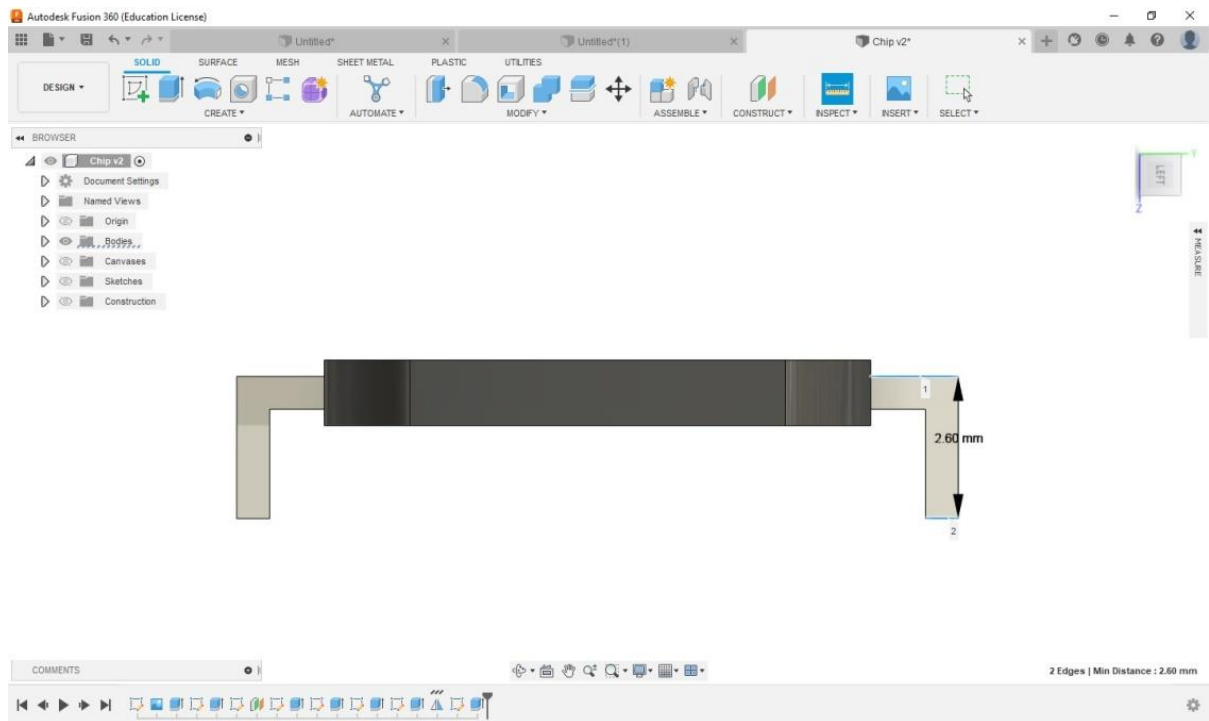 Autodesk Fusion 360 (Education License)
Untitled* Untitled*(1) Chip v2*
SOLID SURFACE MESH SHEET METAL PLASTIC UTILITIES
DESIGN
CREATE AUTOMATE MODIFY ASSEMBLE CONSTRUCT INSPECT INSERT SELECT
BROWSER
Chip v2
Document Settings
Named Views
Origin
Bodies
Canvases
Sketches
Construction
Y
LEFT
Z
MEASURE
1
2.60 mm
2
COMMENTS
2 Edges | Min Distance : 2.60 mm